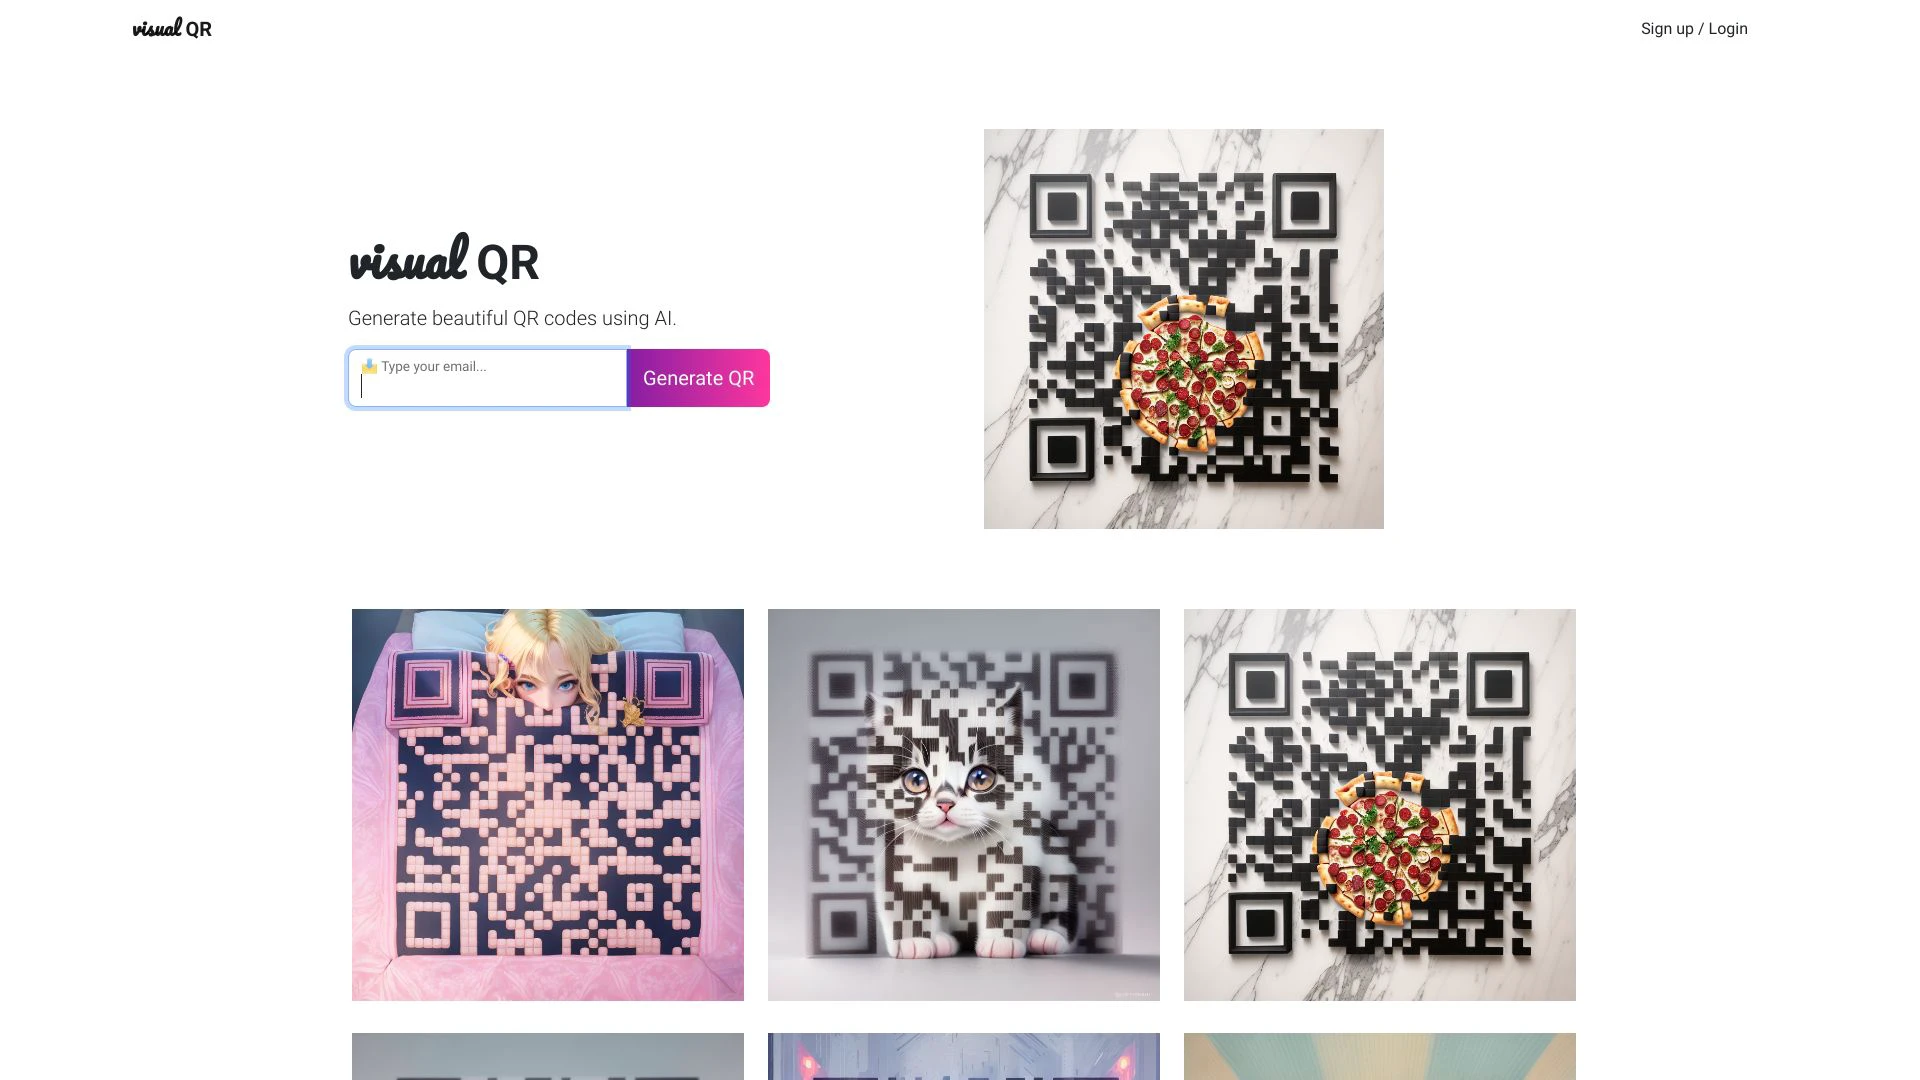 visual QR
Sign up / Login
visual QR
Generate beautiful QR codes using AI.
📩 Type your email...
Generate QR